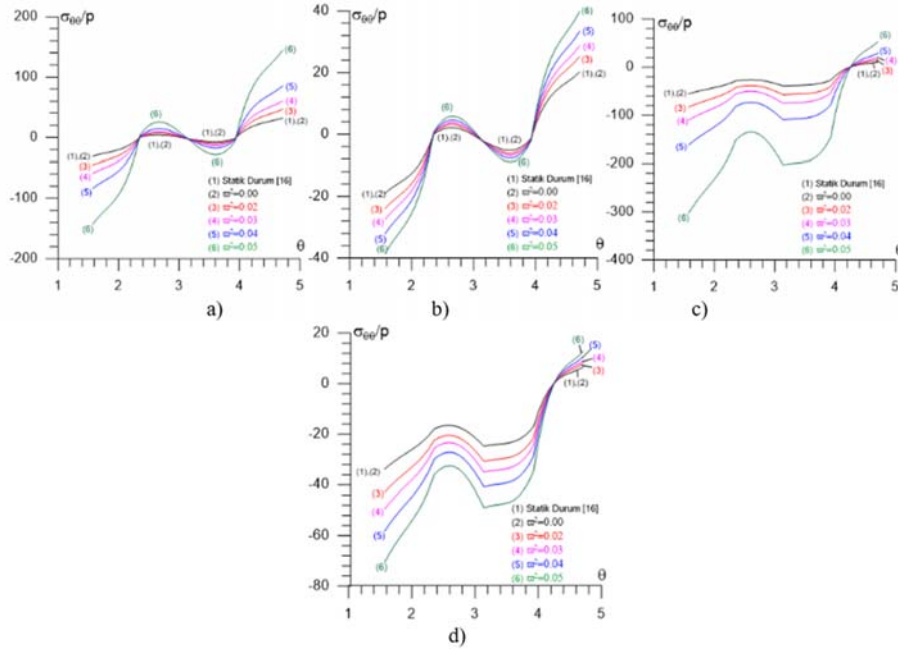 σθθ/p
200
100
0
-100
-200
1 2 3 4 5
θ
(1),(2)
(3)
(4)
(5)
(6)
(1),(2)
(6)
(1),(2)
(6)
(6)
(5)
(4)
(3)
(1),(2)
(1) Statik Durum [16]
(2) ϖ²=0.00
(3) ϖ²=0.02
(4) ϖ²=0.03
(5) ϖ²=0.04
(6) ϖ²=0.05
a)
σθθ/p
40
20
0
-20
-40
1 2 3 4 5
θ
(1),(2)
(3)
(4)
(5)
(6)
(6)
(1),(2)
(1),(2)
(6)
(6)
(5)
(4)
(3)
(1),(2)
(1) Statik Durum [16]
(2) ϖ²=0.00
(3) ϖ²=0.02
(4) ϖ²=0.03
(5) ϖ²=0.04
(6) ϖ²=0.05
b)
σθθ/p
100
0
-100
-200
-300
-400
1 2 3 4 5
θ
(1),(2)
(3)
(4)
(5)
(6)
(6)
(5)
(4)
(3)
(1),(2)
(1) Statik Durum [16]
(2) ϖ²=0.00
(3) ϖ²=0.02
(4) ϖ²=0.03
(5) ϖ²=0.04
(6) ϖ²=0.05
c)
σθθ/p
20
0
-20
-40
-60
-80
1 2 3 4 5
θ
(1),(2)
(3)
(4)
(5)
(6)
(6)
(5)
(4)
(3)
(1),(2)
(1) Statik Durum [16]
(2) ϖ²=0.00
(3) ϖ²=0.02
(4) ϖ²=0.03
(5) ϖ²=0.04
(6) ϖ²=0.05
d)